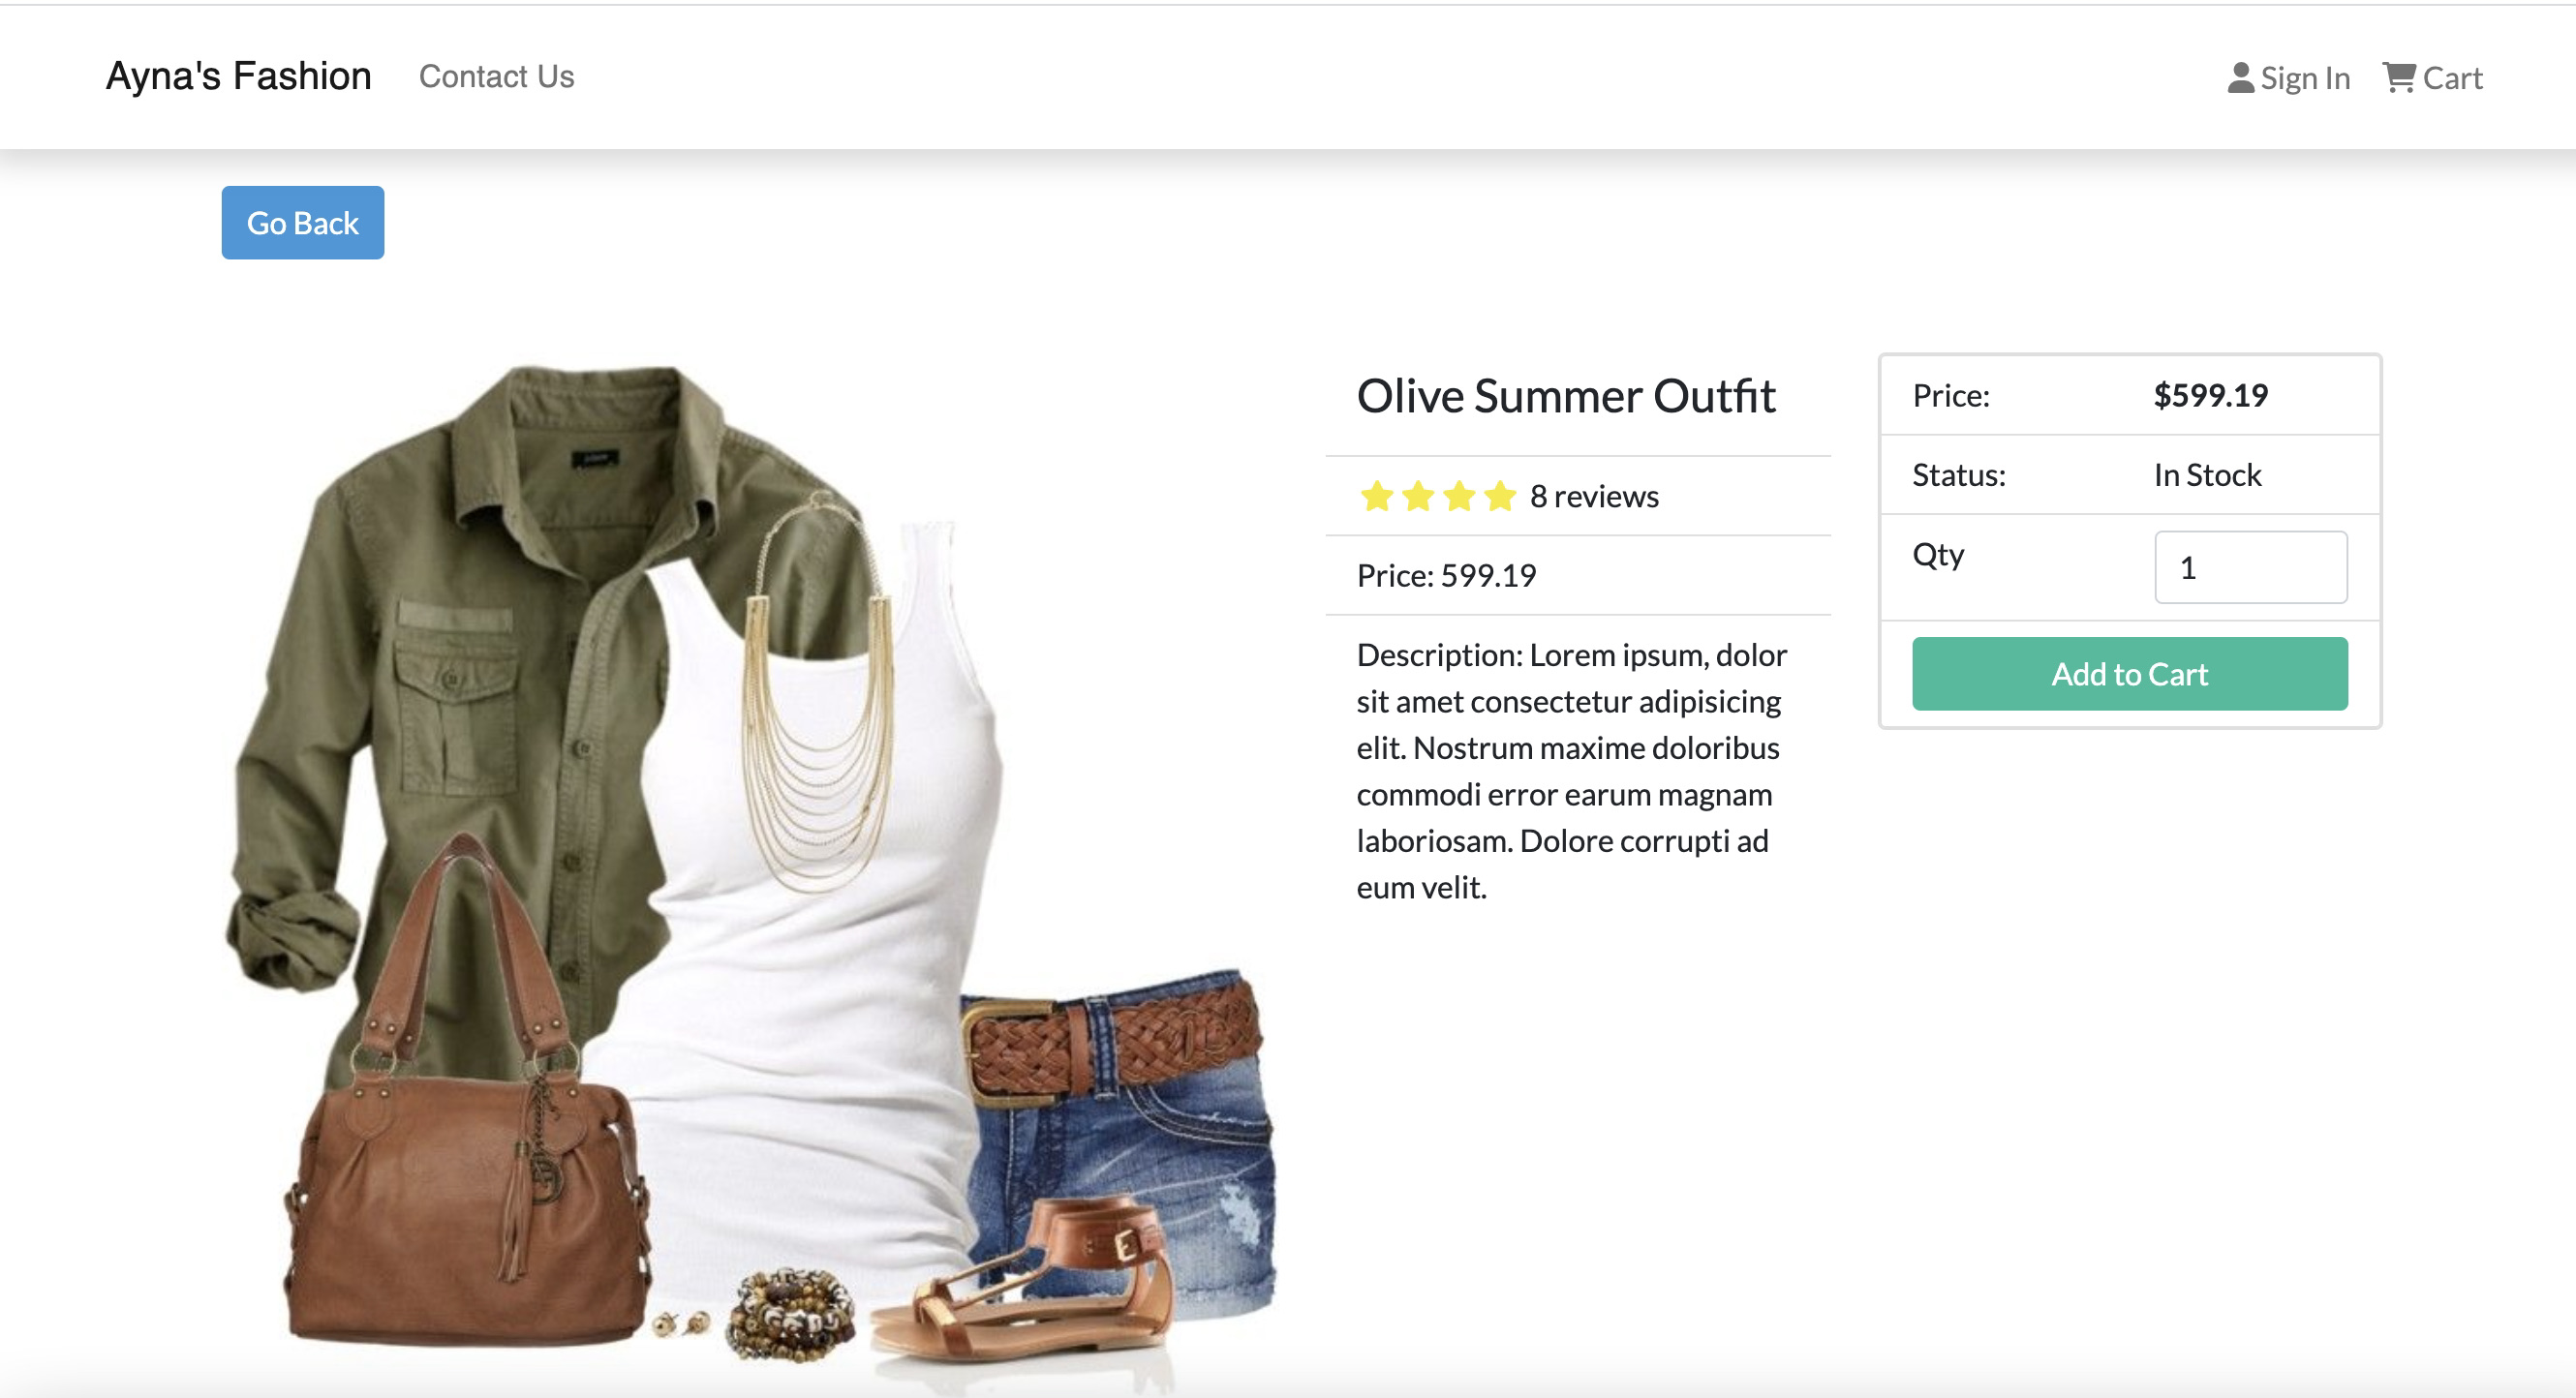 Ayna's Fashion
Contact Us
Sign In
Cart
Go Back
Olive Summer Outfit
8 reviews
Price: 599.19
Description: Lorem ipsum, dolor
sit amet consectetur adipisicing
elit. Nostrum maxime doloribus
commodi error earum magnam
laboriosam. Dolore corrupti ad
eum velit.
Price: $599.19
Status: In Stock
Qty 1
Add to Cart